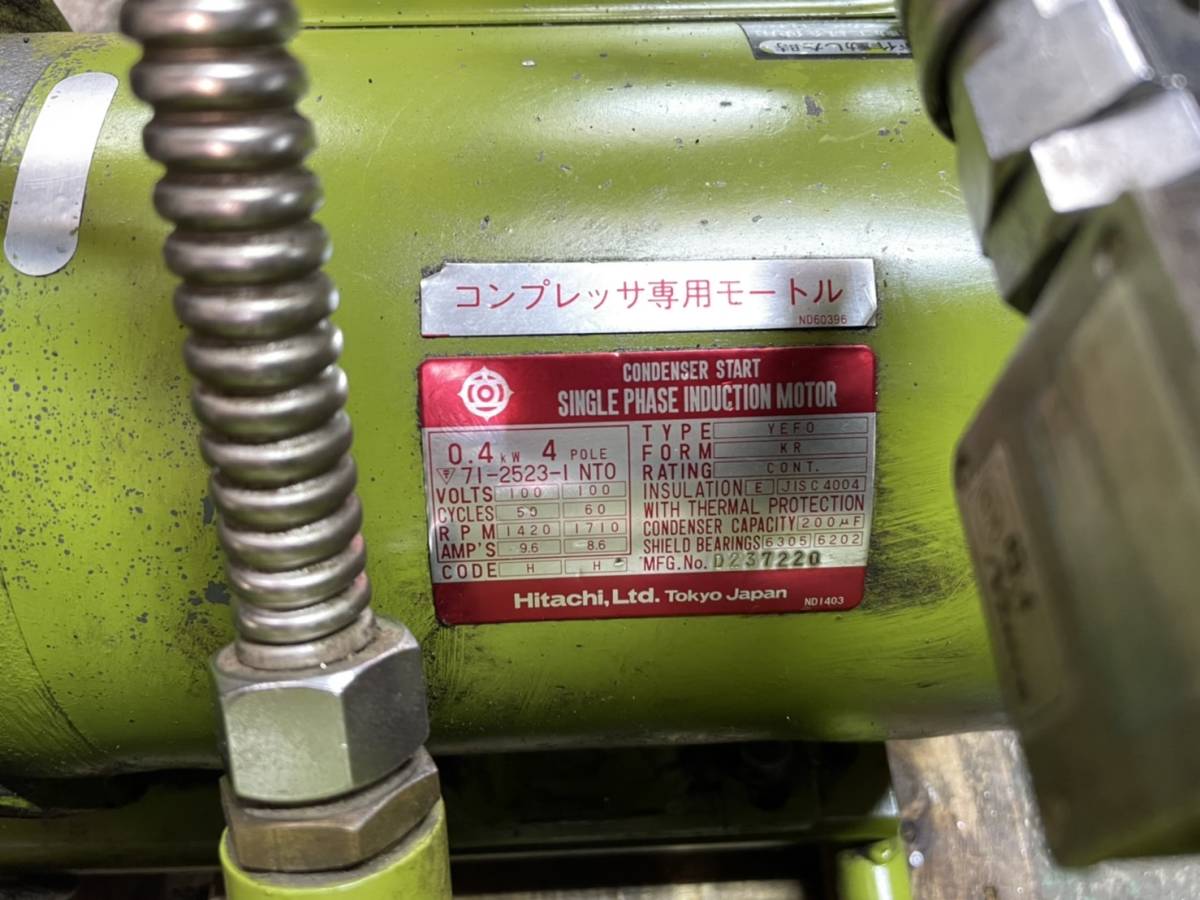 コンプレッサ専用モートル
ND60396
CONDENSER START
SINGLE PHASE INDUCTION MOTOR
0.4 KW 4 POLE
71-2523-1 NTO
VOLTS 100 100
CYCLES 50 60
RPM 1420 1710
AMP'S 9.6 8.6
CODE H H
TYPE YEFO
FORM KR
RATING CONT.
INSULATION E JISC4004
WITH THERMAL PROTECTION
CONDENSER CAPACITY 200μF
SHIELD BEARINGS 6305 6202
MFG.No. D237220
Hitachi, Ltd. Tokyo Japan
ND1403